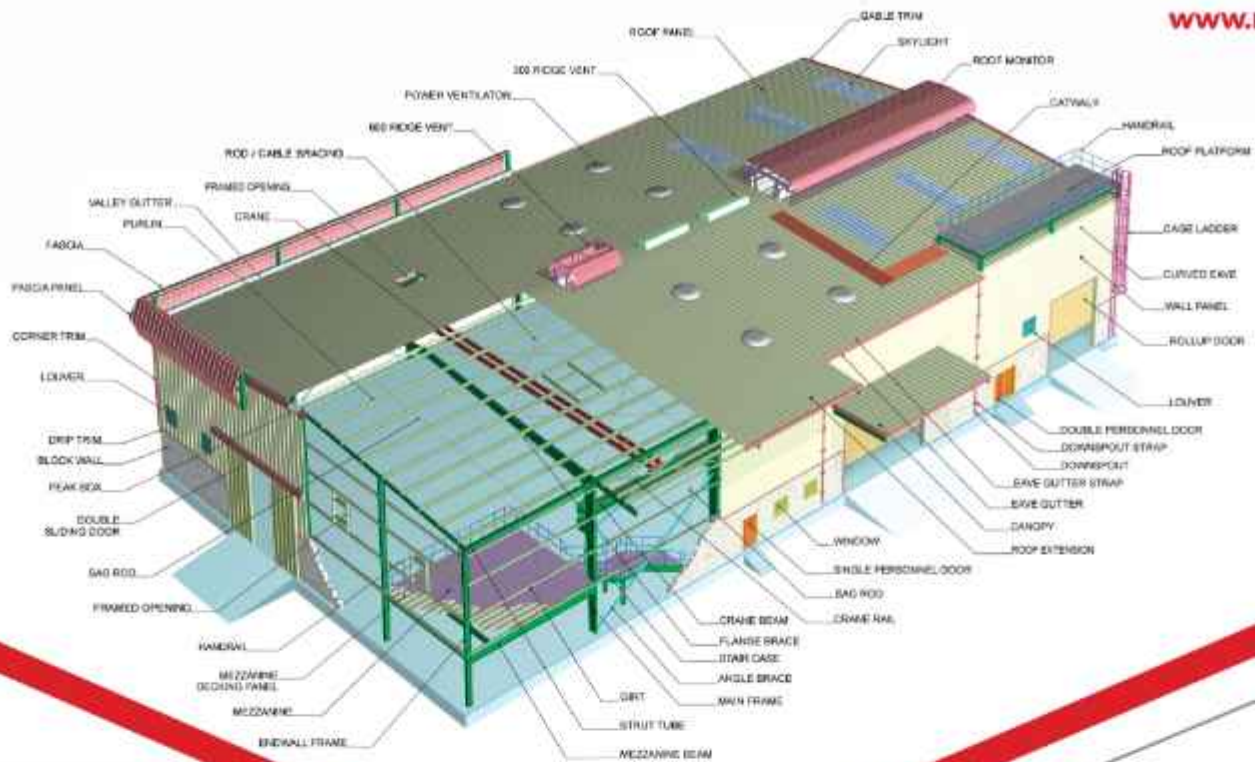 www.
GABLE TRIM
ROOF PANEL
SKYLIGHT
300 RIDGE VENT
ROOF MONITOR
POWER VENTILATOR
CATWALK
600 RIDGE VENT
HANDRAIL
ROD / CABLE BRACING
ROOF PLATFORM
FRAMED OPENING
VALLEY GUTTER
CRANE
PURLIN
CAGE LADDER
FASCIA
CURVED EAVE
FASCIA PANEL
WALL PANEL
CORNER TRIM
ROLLUP DOOR
LOUVER
LOUVER
DRIP TRIM
DOUBLE PERSONNEL DOOR
BLOCK WALL
DOWNSPOUT STRAP
DOWNSPOUT
PEAK BOX
EAVE GUTTER STRAP
EAVE GUTTER
DOUBLE
SLIDING DOOR
CANOPY
WINDOW
ROOF EXTENSION
SAG ROD
SINGLE PERSONNEL DOOR
SAG ROD
FRAMED OPENING
CRANE BEAM
CRANE RAIL
HANDRAIL
FLANGE BRACE
STAIR CASE
MEZZANINE
DECKING PANEL
ANGLE BRACE
GIRT
MAIN FRAME
MEZZANINE
STRUT TUBE
ENDWALL FRAME
MEZZANINE BEAM